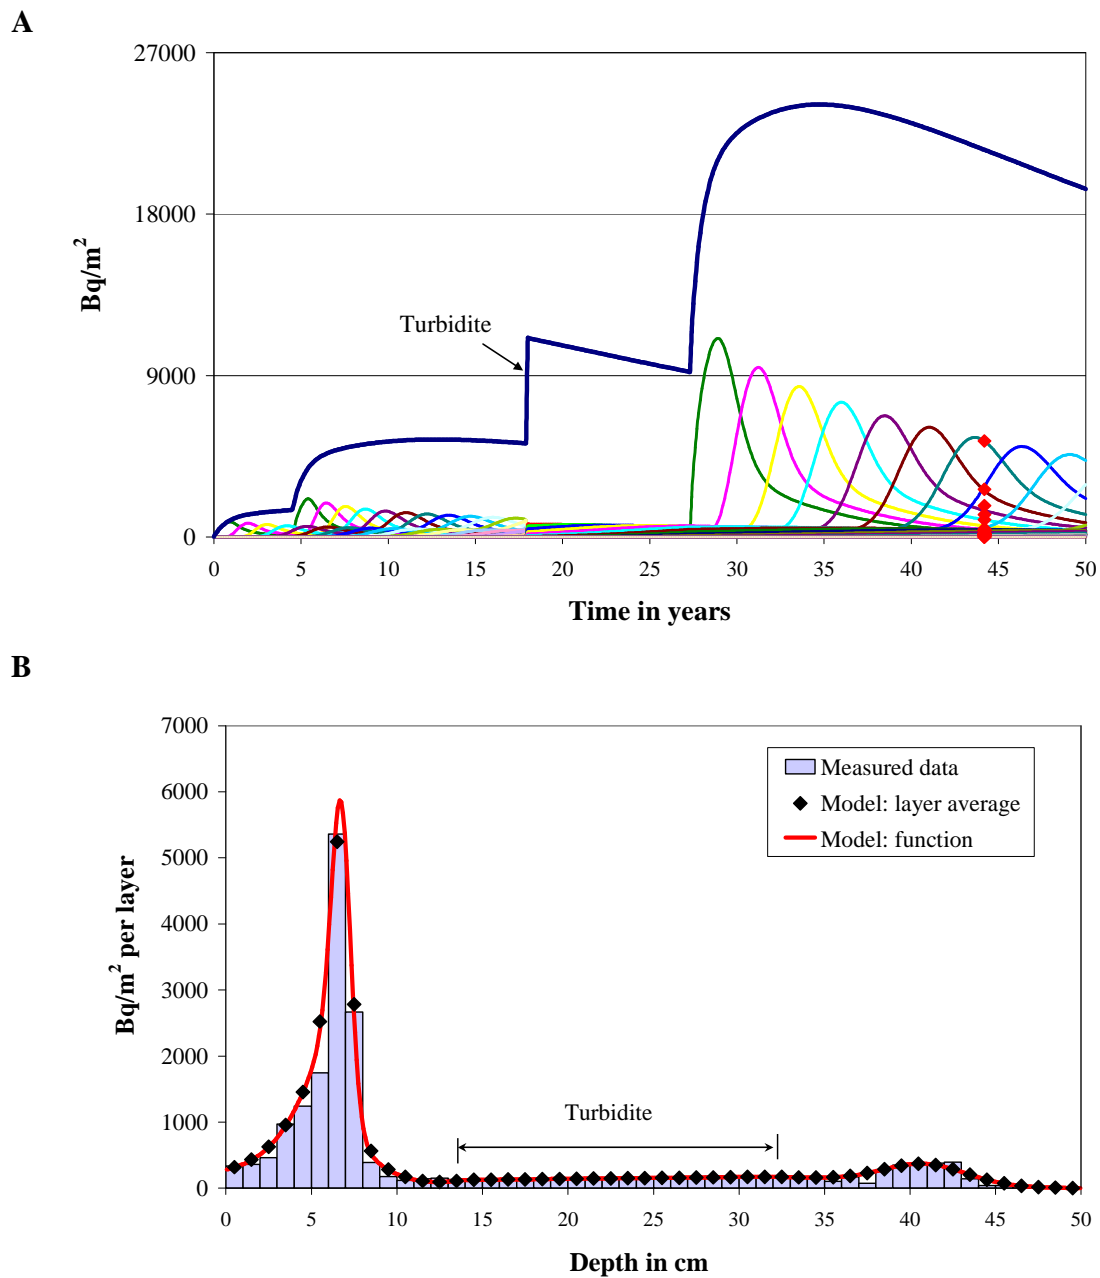 A
27000
18000
9000
0
Bq/m²
Turbidite
0 5 10 15 20 25 30 35 40 45 50
Time in years
B
7000
6000
5000
4000
3000
2000
1000
0
Bq/m² per layer
Measured data
Model: layer average
Model: function
Turbidite
0 5 10 15 20 25 30 35 40 45 50
Depth in cm